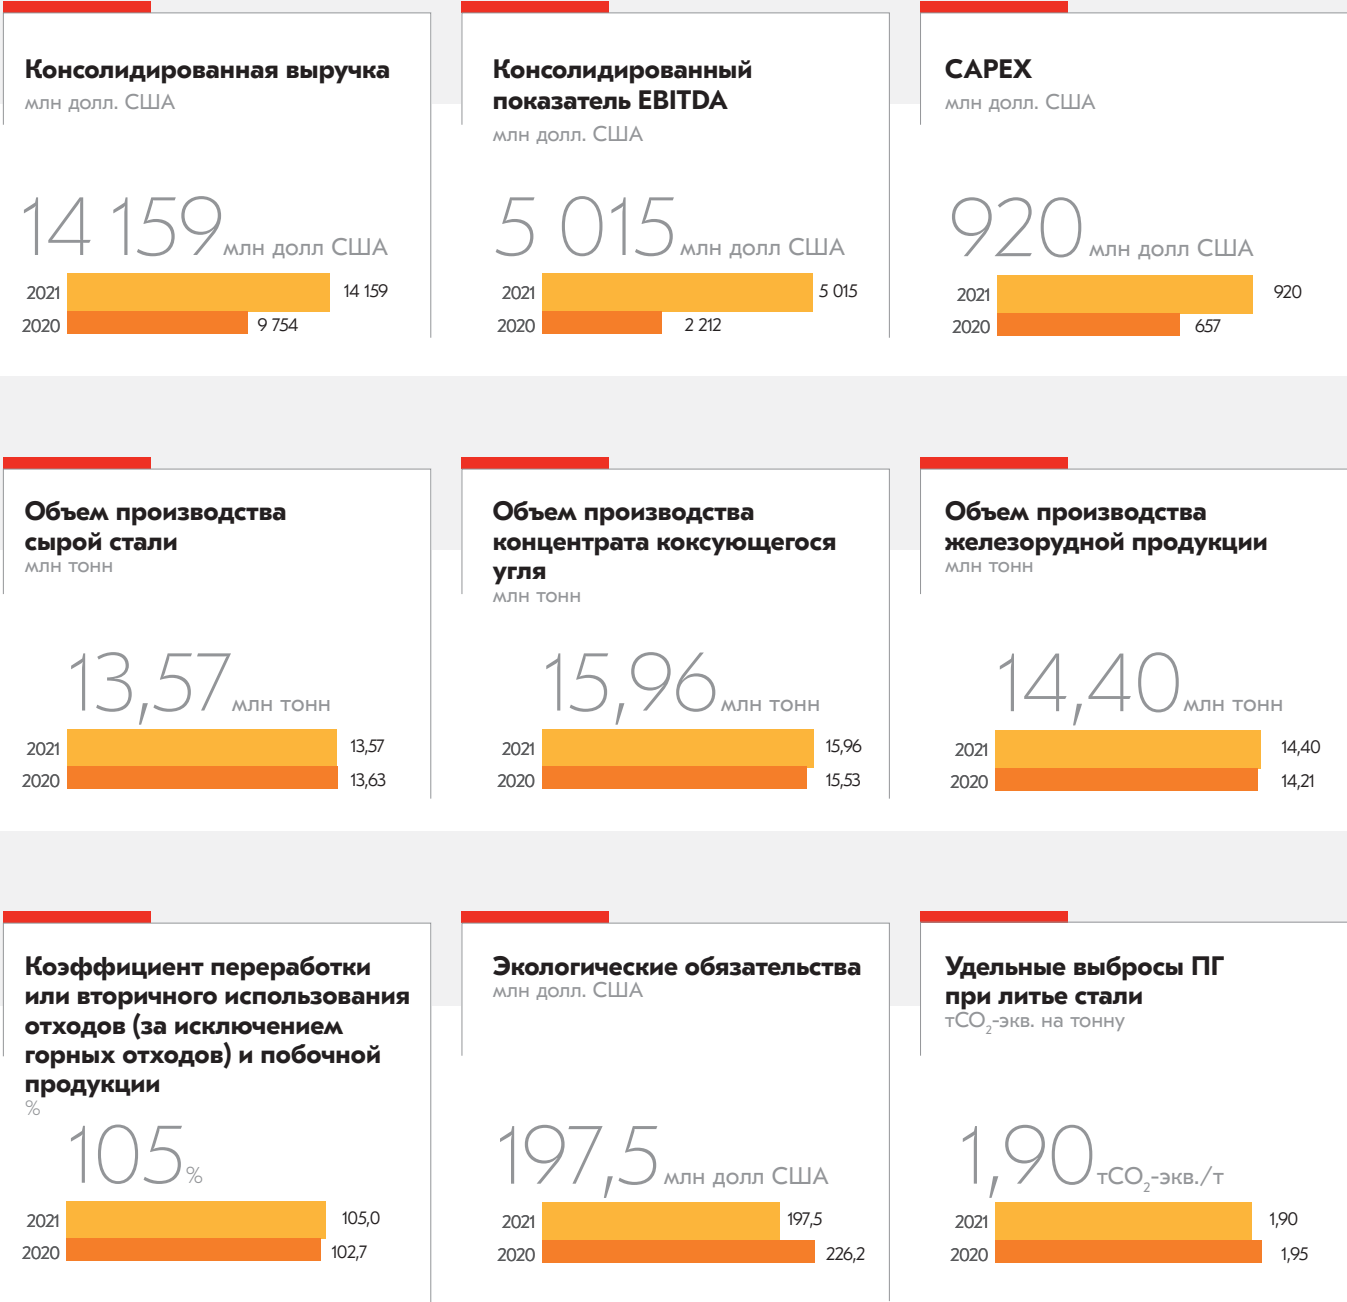 Консолидированная выручка
млн долл. США
14 159 млн долл США
2021 14 159
2020 9 754
Консолидированный
показатель EBITDA
млн долл. США
5 015 млн долл США
2021 5 015
2020 2 212
CAPEX
млн долл. США
920 млн долл США
2021 920
2020 657
Объем производства
сырой стали
млн тонн
13,57 млн тонн
2021 13,57
2020 13,63
Объем производства
концентрата коксующегося
угля
млн тонн
15,96 млн тонн
2021 15,96
2020 15,53
Объем производства
железорудной продукции
млн тонн
14,40 млн тонн
2021 14,40
2020 14,21
Коэффициент переработки
или вторичного использования
отходов (за исключением
горных отходов) и побочной
продукции
%
105 %
2021 105,0
2020 102,7
Экологические обязательства
млн долл. США
197,5 млн долл США
2021 197,5
2020 226,2
Удельные выбросы ПГ
при литье стали
тCO₂-экв. на тонну
1,90 тCO₂-экв./т
2021 1,90
2020 1,95